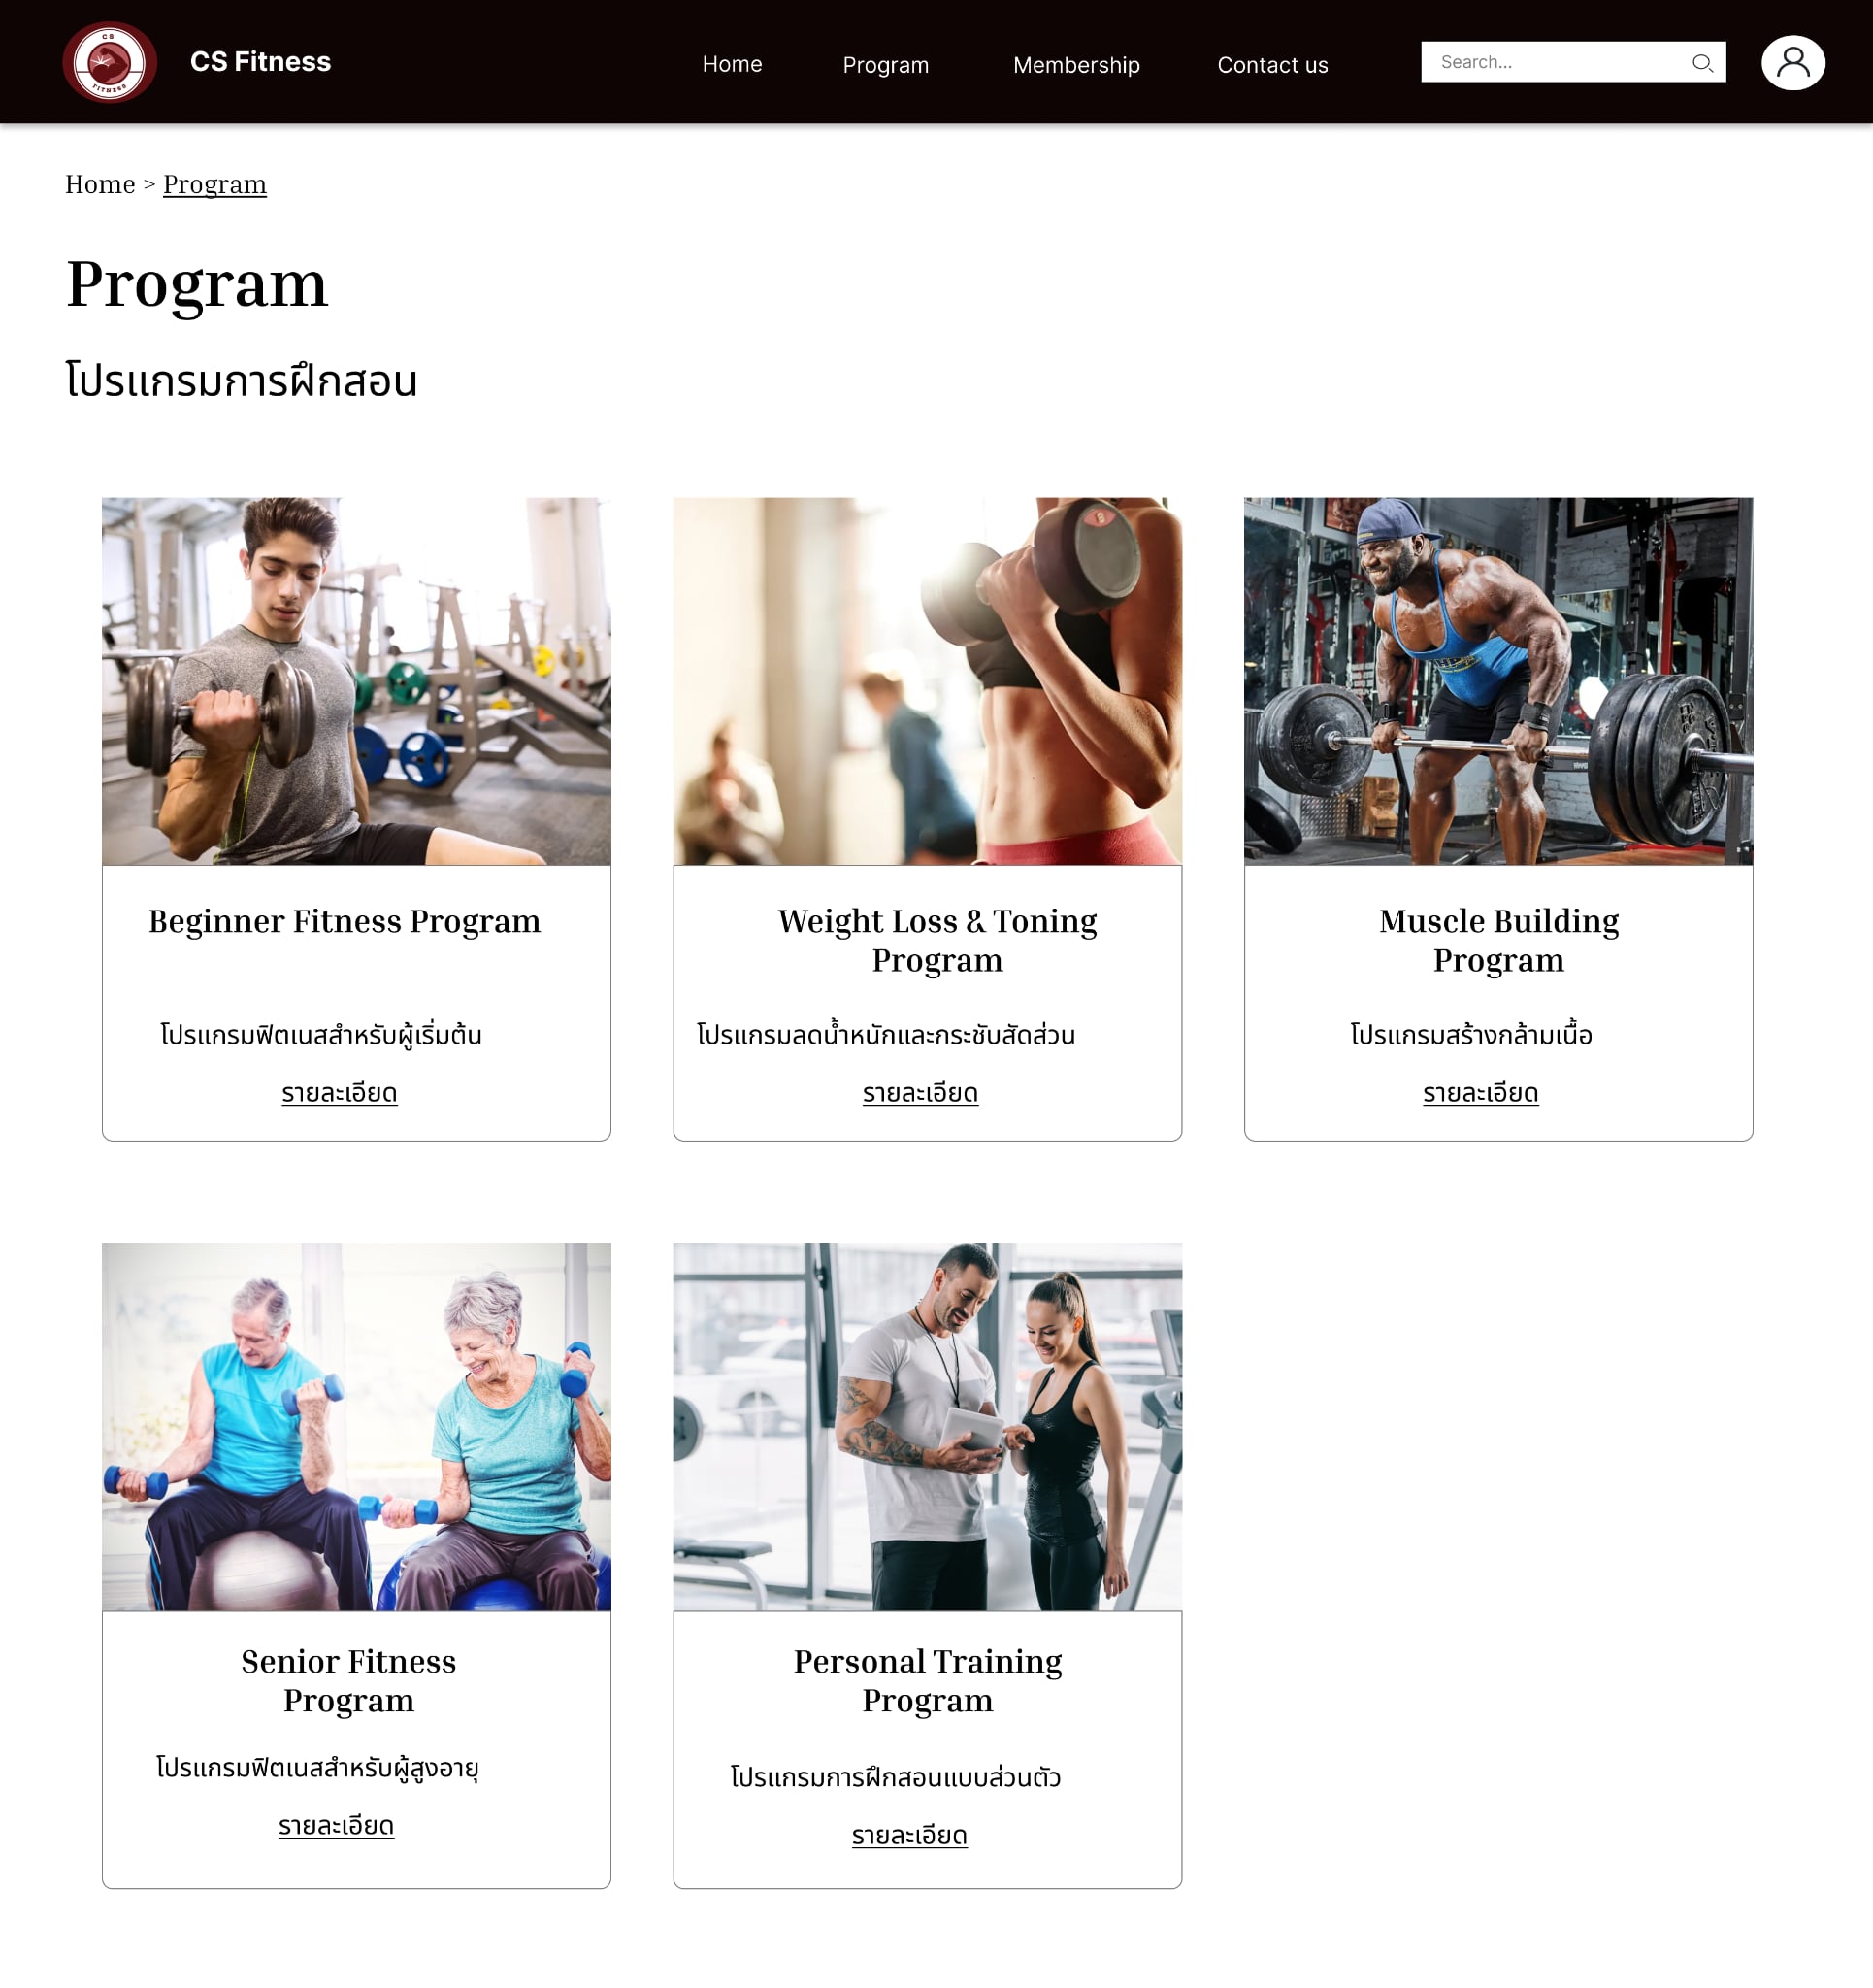 CS
FITNESS
CS Fitness
Home
Program
Membership
Contact us
Search...
Home > Program
Program
โปรแกรมการฝึกสอน
Beginner Fitness Program
โปรแกรมฟิตเนสสำหรับผู้เริ่มต้น
รายละเอียด
Weight Loss & Toning
Program
โปรแกรมลดน้ำหนักและกระชับสัดส่วน
รายละเอียด
Muscle Building
Program
โปรแกรมสร้างกล้ามเนื้อ
รายละเอียด
Senior Fitness
Program
โปรแกรมฟิตเนสสำหรับผู้สูงอายุ
รายละเอียด
Personal Training
Program
โปรแกรมการฝึกสอนแบบส่วนตัว
รายละเอียด